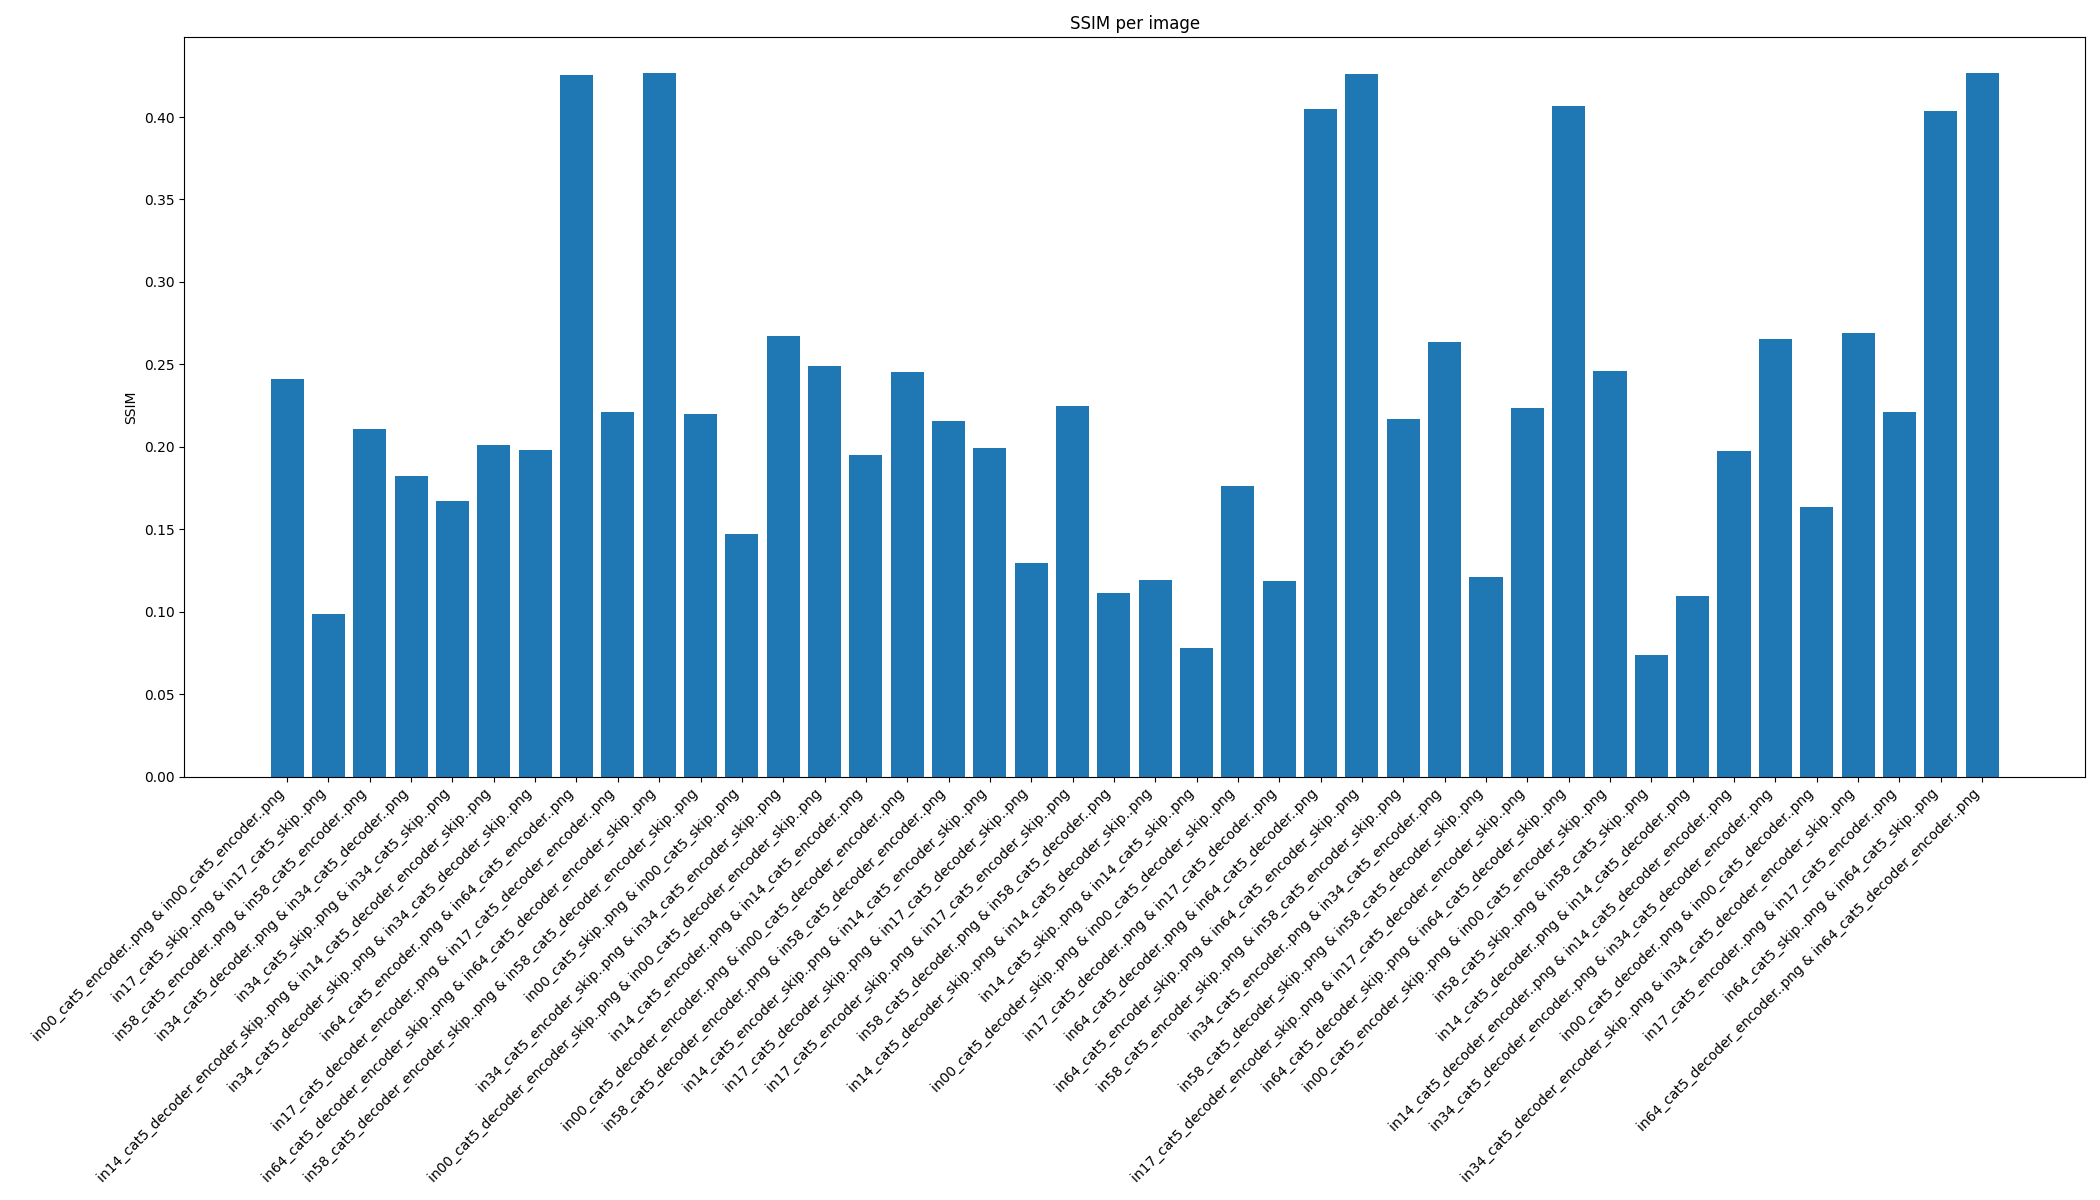 SSIM per image
SSIM
0.40
0.35
0.30
0.25
0.20
0.15
0.10
0.05
0.00
in00_cat5_encoder..png & in00_cat5_encoder.png
in17_cat5_skip..png & in17_cat5_skip.png
in58_cat5_encoder..png & in58_cat5_encoder.png
in34_cat5_decoder..png & in34_cat5_decoder.png
in34_cat5_skip..png & in34_cat5_skip.png
in14_cat5_decoder_encoder_skip..png & in14_cat5_decoder_encoder_skip.png
in34_cat5_decoder_skip..png & in34_cat5_decoder_skip.png
in64_cat5_encoder..png & in64_cat5_encoder.png
in17_cat5_decoder_encoder..png & in17_cat5_decoder_encoder.png
in64_cat5_decoder_encoder_skip..png & in64_cat5_decoder_encoder_skip.png
in58_cat5_decoder_encoder_skip..png & in58_cat5_decoder_encoder_skip.png
in00_cat5_skip..png & in00_cat5_skip.png
in34_cat5_encoder_skip..png & in34_cat5_encoder_skip.png
in00_cat5_decoder_encoder_skip..png & in00_cat5_decoder_encoder_skip.png
in14_cat5_encoder..png & in14_cat5_encoder.png
in00_cat5_decoder_encoder..png & in00_cat5_decoder_encoder.png
in58_cat5_decoder_encoder..png & in58_cat5_decoder_encoder.png
in14_cat5_encoder_skip..png & in14_cat5_encoder_skip.png
in17_cat5_decoder_skip..png & in17_cat5_decoder_skip.png
in17_cat5_encoder_skip..png & in17_cat5_encoder_skip.png
in58_cat5_decoder..png & in58_cat5_decoder.png
in14_cat5_decoder_skip..png & in14_cat5_decoder_skip.png
in14_cat5_skip..png & in14_cat5_skip.png
in00_cat5_decoder_skip..png & in00_cat5_decoder_skip.png
in17_cat5_decoder..png & in17_cat5_decoder.png
in64_cat5_decoder..png & in64_cat5_decoder.png
in64_cat5_encoder_skip..png & in64_cat5_encoder_skip.png
in58_cat5_encoder_skip..png & in58_cat5_encoder_skip.png
in34_cat5_encoder..png & in34_cat5_encoder.png
in58_cat5_decoder_skip..png & in58_cat5_decoder_skip.png
in17_cat5_decoder_encoder_skip..png & in17_cat5_decoder_encoder_skip.png
in64_cat5_decoder_skip..png & in64_cat5_decoder_skip.png
in00_cat5_encoder_skip..png & in00_cat5_encoder_skip.png
in58_cat5_skip..png & in58_cat5_skip.png
in14_cat5_decoder..png & in14_cat5_decoder.png
in14_cat5_decoder_encoder..png & in14_cat5_decoder_encoder.png
in34_cat5_decoder_encoder..png & in34_cat5_decoder_encoder.png
in00_cat5_decoder..png & in00_cat5_decoder.png
in34_cat5_decoder_encoder_skip..png & in34_cat5_decoder_encoder_skip.png
in17_cat5_encoder..png & in17_cat5_encoder.png
in64_cat5_skip..png & in64_cat5_skip.png
in64_cat5_decoder_encoder..png & in64_cat5_decoder_encoder.png